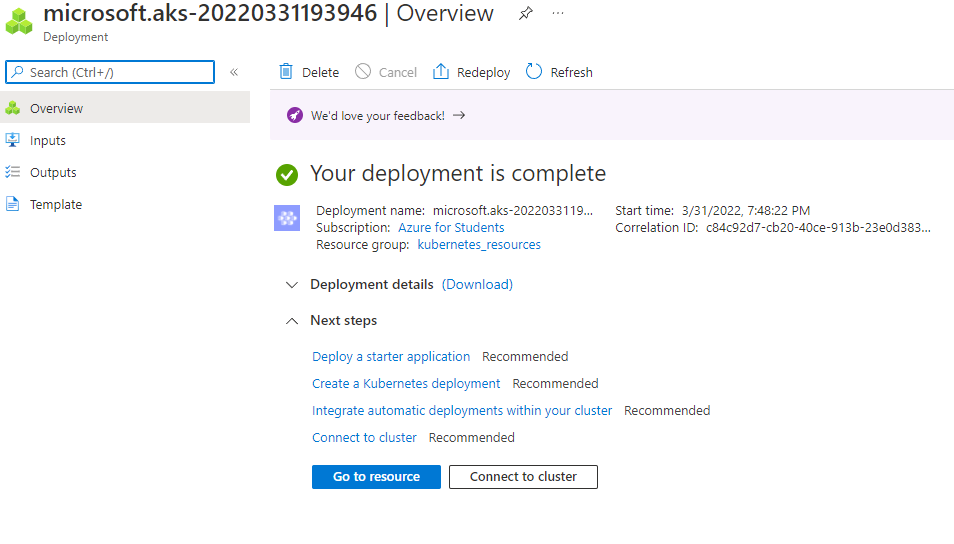 microsoft.aks-20220331193946 | Overview
Deployment
Search (Ctrl+/)
Overview
Inputs
Outputs
Template
Delete Cancel Redeploy Refresh
We'd love your feedback!
Your deployment is complete
Deployment name: microsoft.aks-2022033119... Start time: 3/31/2022, 7:48:22 PM
Subscription: Azure for Students Correlation ID: c84c92d7-cb20-40ce-913b-23e0d383...
Resource group: kubernetes_resources
Deployment details (Download)
Next steps
Deploy a starter application Recommended
Create a Kubernetes deployment Recommended
Integrate automatic deployments within your cluster Recommended
Connect to cluster Recommended
Go to resource Connect to cluster